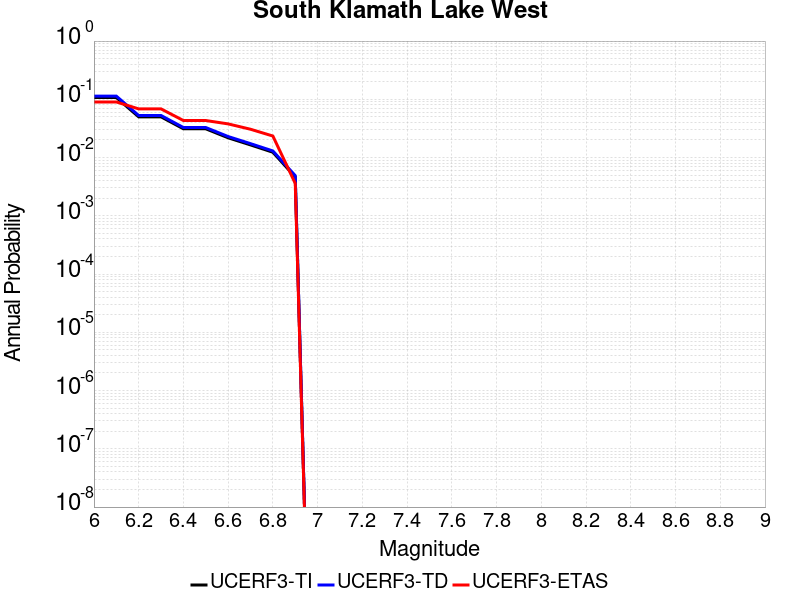 South Klamath Lake West
10^0
10^-1
10^-2
10^-3
10^-4
10^-5
10^-6
10^-7
10^-8
Annual Probability
6 6.2 6.4 6.6 6.8 7 7.2 7.4 7.6 7.8 8 8.2 8.4 8.6 8.8 9
Magnitude
UCERF3-TI UCERF3-TD UCERF3-ETAS